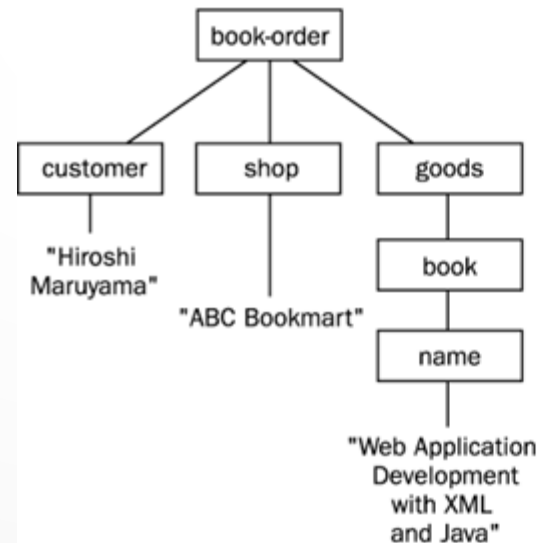 book-order
customer
shop
goods
"Hiroshi
Maruyama"
"ABC Bookmart"
book
name
"Web Application
Development
with XML
and Java"